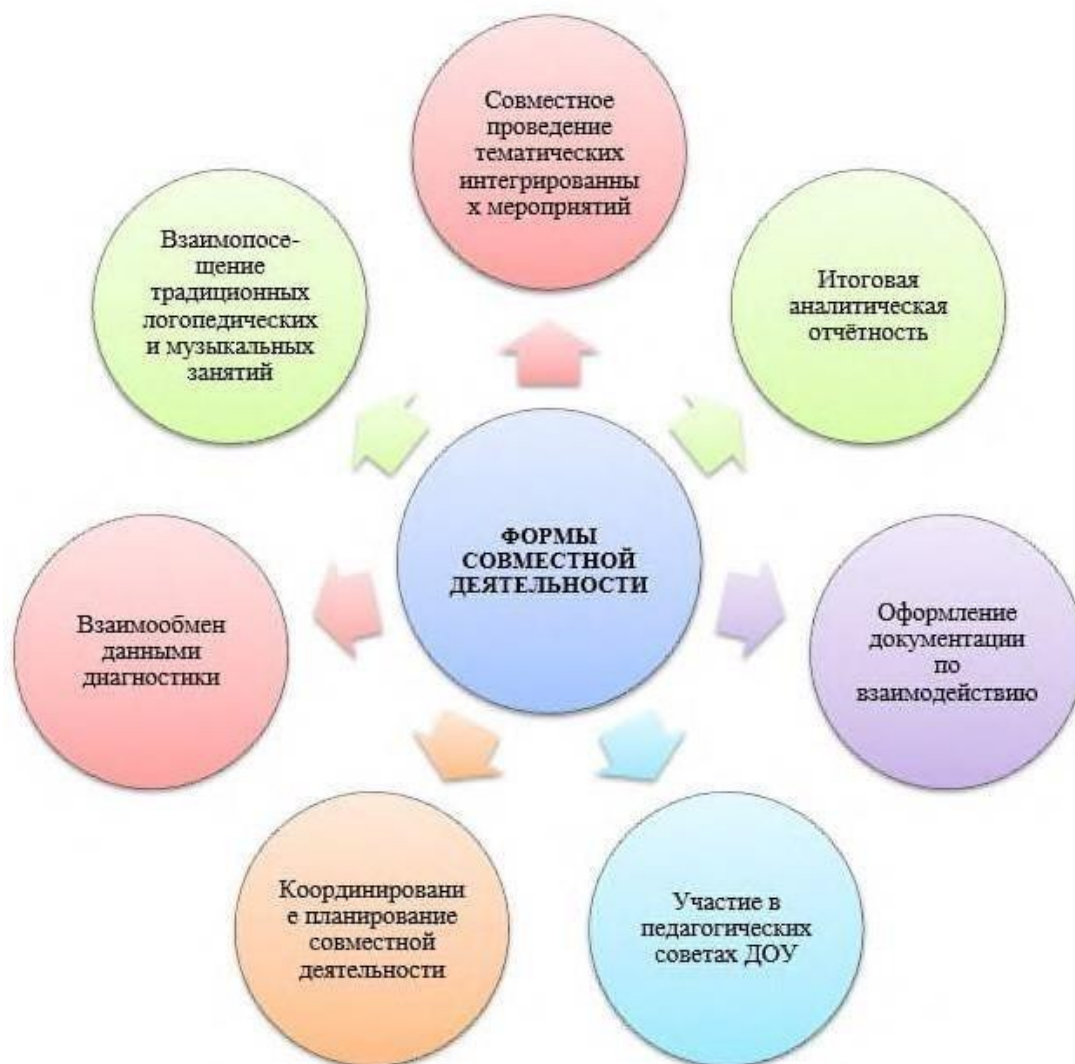 Совместное
проведение
тематических
интегрированны
х мероприятий
Итоговая
аналитическая
отчётность
Оформление
документации
по
взаимодействию
Участие в
педагогических
советах ДОУ
Координировани
е планирование
совместной
деятельности
Взаимообмен
данными
диагностики
Взаимопосе-
щение
традиционных
логопедических
и музыкальных
занятий
ФОРМЫ
СОВМЕСТНОЙ
ДЕЯТЕЛЬНОСТИ